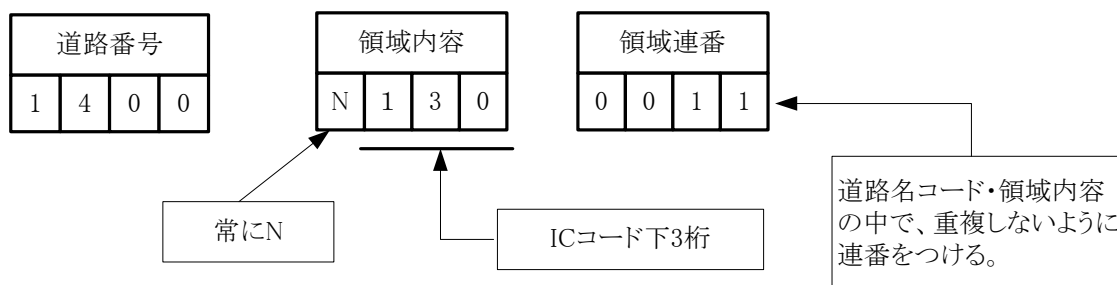 道路番号
1 4 0 0
領域内容
N 1 3 0
領域連番
0 0 1 1
常にN
ICコード下3桁
道路名コード・領域内容
の中で、重複しないように
連番をつける。